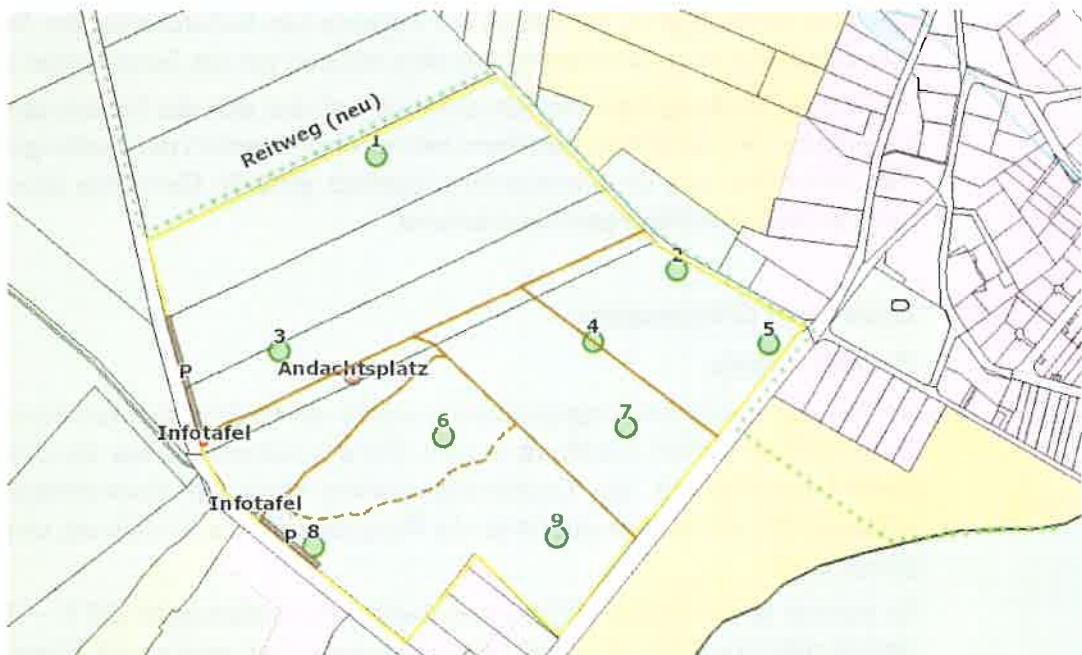 Reitweg (neu)
1
2
3
4
5
Andachtsplatz
P
6
7
Infotafel
Infotafel
P
8
9